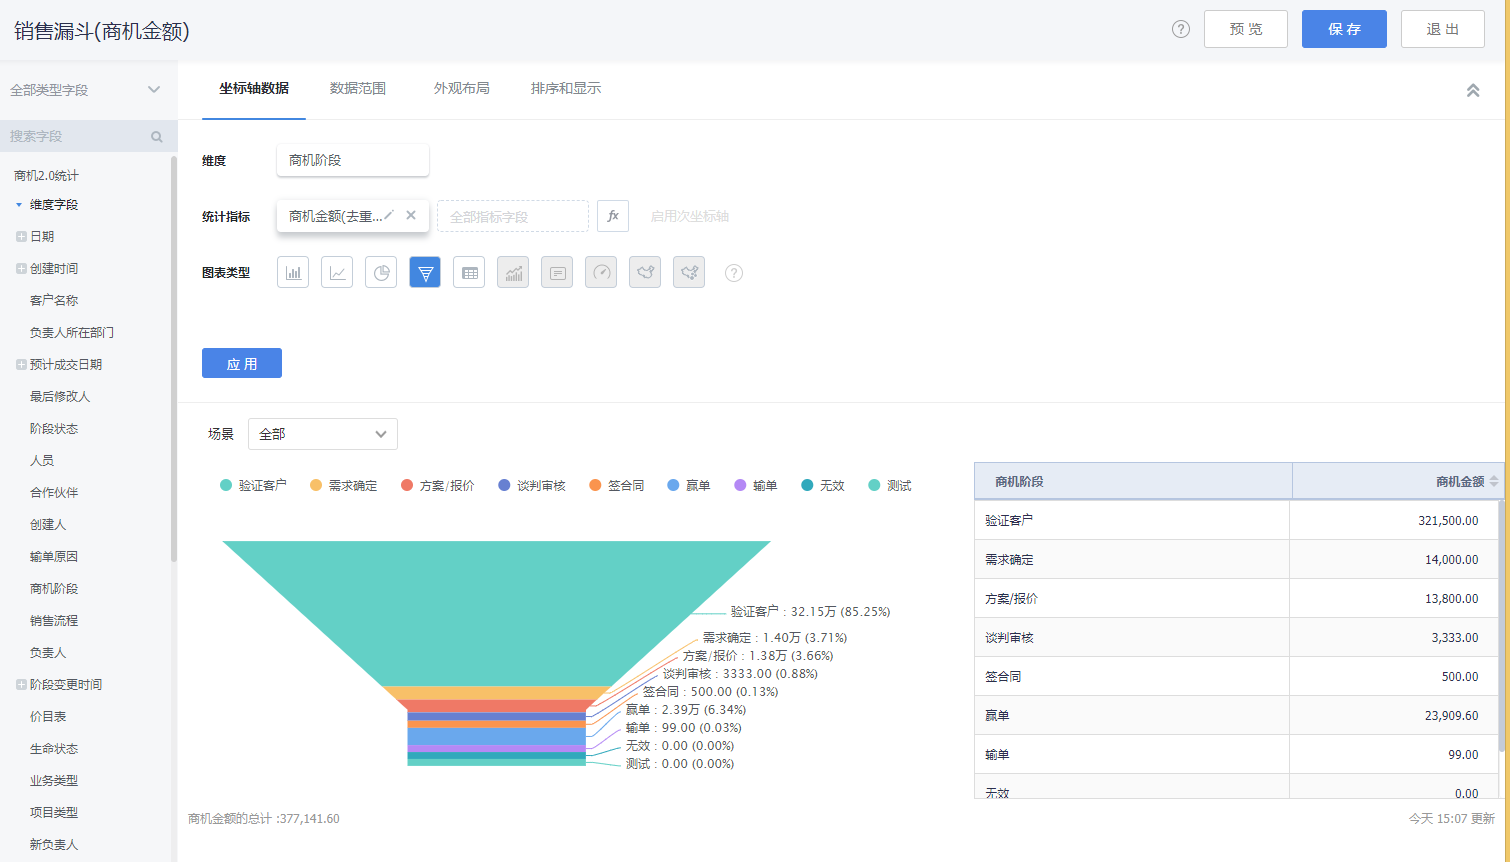 销售漏斗(商机金额)
?
预 览
保 存
退 出
全部类型字段
搜索字段
商机2.0统计
维度字段
日期
创建时间
客户名称
负责人所在部门
预计成交日期
最后修改人
阶段状态
人员
合作伙伴
创建人
输单原因
商机阶段
销售流程
负责人
阶段变更时间
价目表
生命状态
业务类型
项目类型
新负责人
坐标轴数据
数据范围
外观布局
排序和显示
维度
商机阶段
统计指标
商机金额(去重...
全部指标字段
fx
启用次坐标轴
图表类型
?
应 用
场景
全部
验证客户
需求确定
方案/报价
谈判审核
签合同
赢单
输单
无效
测试
验证客户 : 32.15万 (85.25%)
需求确定 : 1.40万 (3.71%)
方案/报价 : 1.38万 (3.66%)
谈判审核 : 3333.00 (0.88%)
签合同 : 500.00 (0.13%)
赢单 : 2.39万 (6.34%)
输单 : 99.00 (0.03%)
无效 : 0.00 (0.00%)
测试 : 0.00 (0.00%)
商机阶段 商机金额
验证客户 321,500.00
需求确定 14,000.00
方案/报价 13,800.00
谈判审核 3,333.00
签合同 500.00
赢单 23,909.60
输单 99.00
无效 0.00
商机金额的总计 :377,141.60
今天 15:07 更新